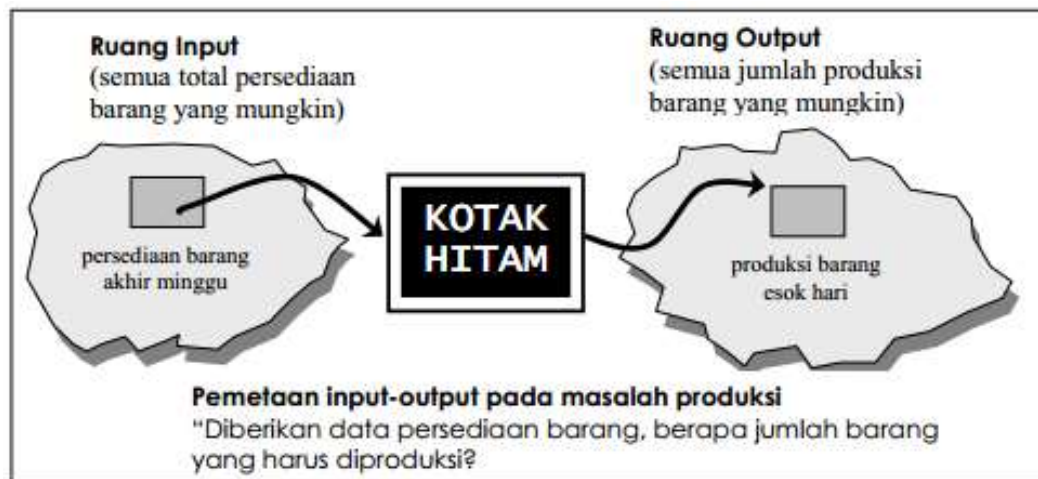 Ruang Input
(semua total persediaan
barang yang mungkin)
Ruang Output
(semua jumlah produksi
barang yang mungkin)
persediaan barang
akhir minggu
KOTAK
HITAM
produksi barang
esok hari
Pemetaan input-output pada masalah produksi
“Diberikan data persediaan barang, berapa jumlah barang
yang harus diproduksi?